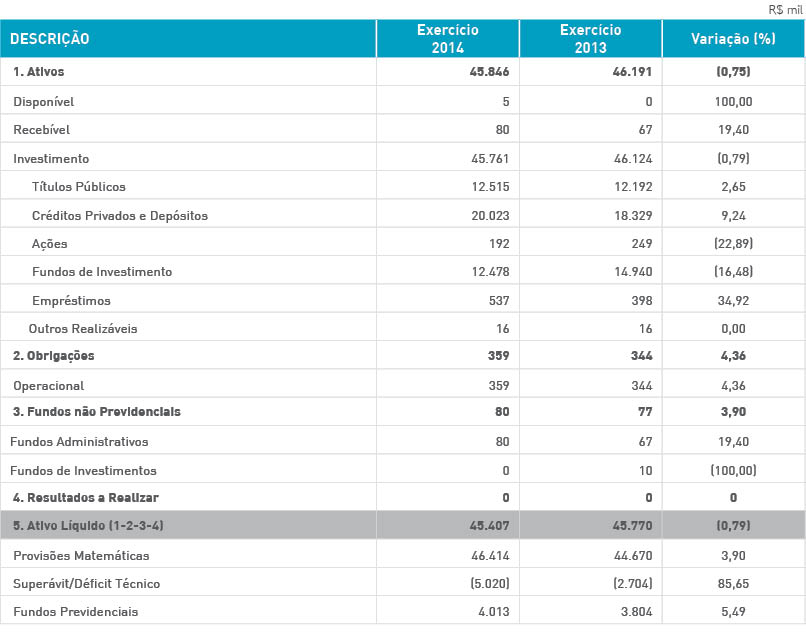 R$ mil
DESCRIÇÃO Exercício 2014 Exercício 2013 Variação (%)
1. Ativos 45.846 46.191 (0,75)
Disponível 5 0 100,00
Recebível 80 67 19,40
Investimento 45.761 46.124 (0,79)
Títulos Públicos 12.515 12.192 2,65
Créditos Privados e Depósitos 20.023 18.329 9,24
Ações 192 249 (22,89)
Fundos de Investimento 12.478 14.940 (16,48)
Empréstimos 537 398 34,92
Outros Realizáveis 16 16 0,00
2. Obrigações 359 344 4,36
Operacional 359 344 4,36
3. Fundos não Previdenciais 80 77 3,90
Fundos Administrativos 80 67 19,40
Fundos de Investimentos 0 10 (100,00)
4. Resultados a Realizar 0 0 0
5. Ativo Líquido (1-2-3-4) 45.407 45.770 (0,79)
Provisões Matemáticas 46.414 44.670 3,90
Superávit/Déficit Técnico (5.020) (2.704) 85,65
Fundos Previdenciais 4.013 3.804 5,49